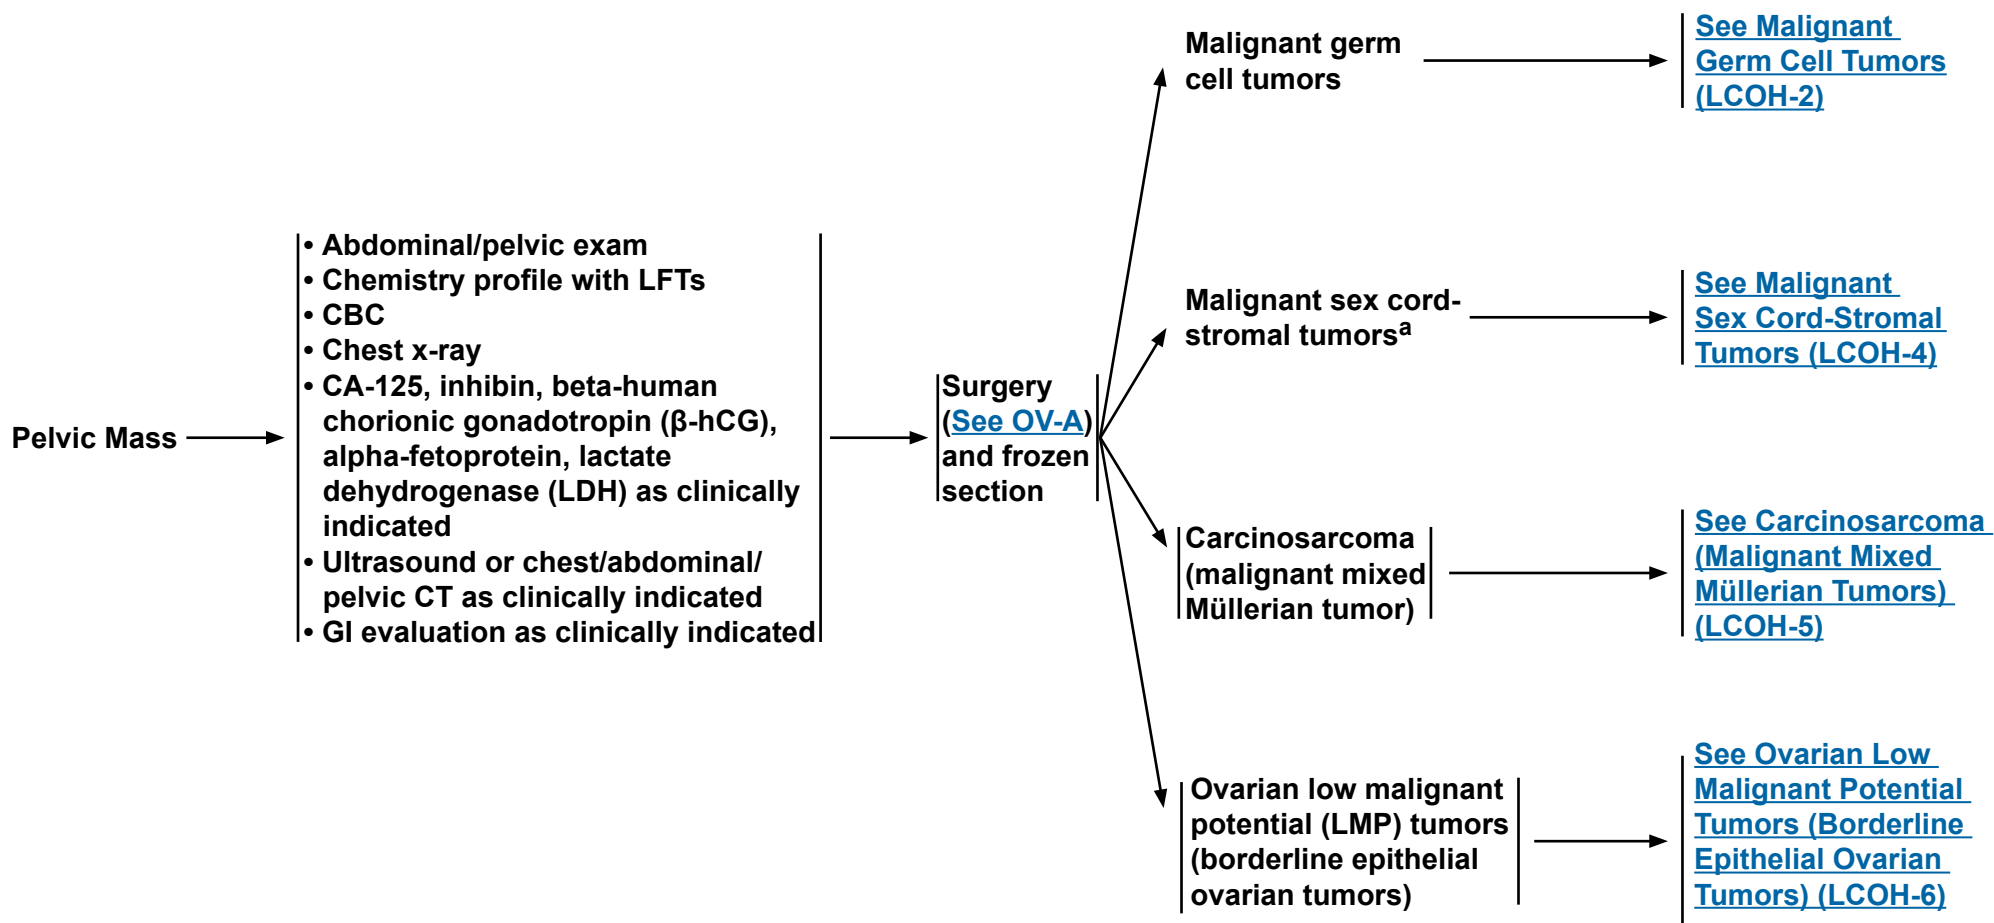 Pelvic Mass
• Abdominal/pelvic exam
• Chemistry profile with LFTs
• CBC
• Chest x-ray
• CA-125, inhibin, beta-human
chorionic gonadotropin (β-hCG),
alpha-fetoprotein, lactate
dehydrogenase (LDH) as clinically
indicated
• Ultrasound or chest/abdominal/
pelvic CT as clinically indicated
• GI evaluation as clinically indicated
Surgery
(See OV-A)
and frozen
section
Malignant germ
cell tumors
See Malignant
Germ Cell Tumors
(LCOH-2)
Malignant sex cord-
stromal tumorsᵃ
See Malignant
Sex Cord-Stromal
Tumors (LCOH-4)
Carcinosarcoma
(malignant mixed
Müllerian tumor)
See Carcinosarcoma
(Malignant Mixed
Müllerian Tumors)
(LCOH-5)
Ovarian low malignant
potential (LMP) tumors
(borderline epithelial
ovarian tumors)
See Ovarian Low
Malignant Potential
Tumors (Borderline
Epithelial Ovarian
Tumors) (LCOH-6)